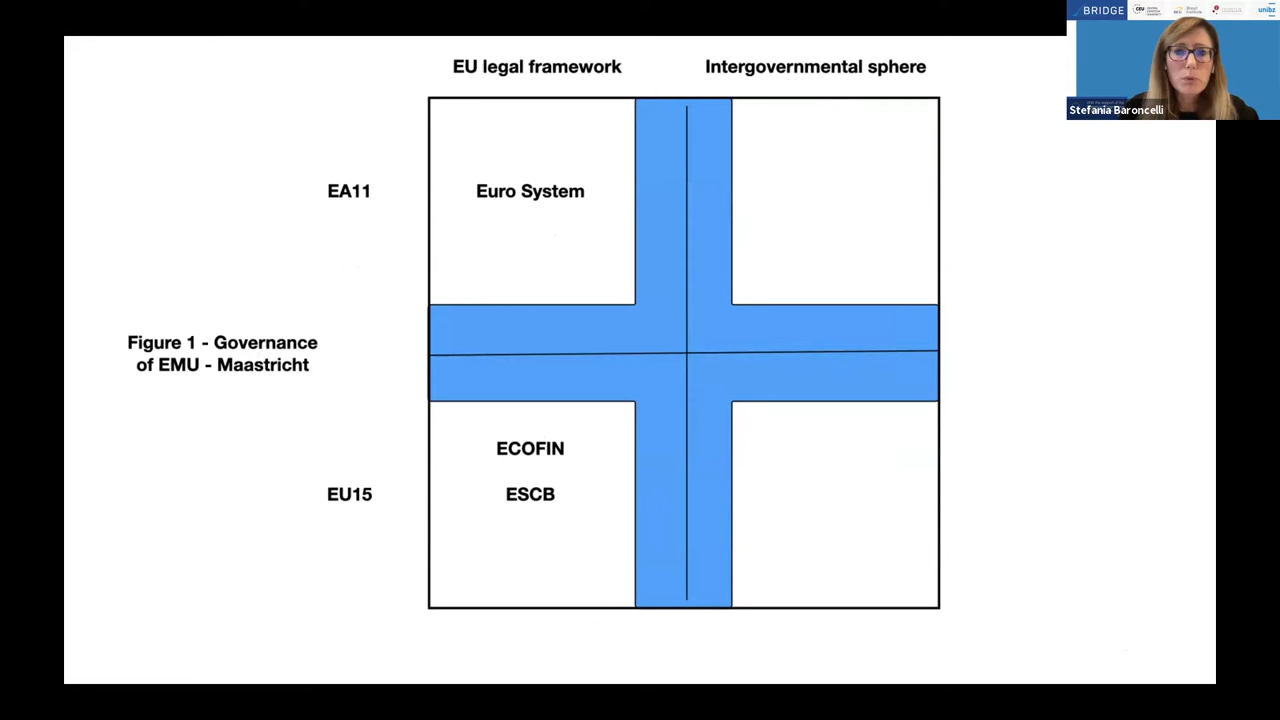 BRIDGE
unibz
Stefania Baroncelli
EU legal framework
Intergovernmental sphere
EA11
Euro System
Figure 1 - Governance
of EMU - Maastricht
ECOFIN
EU15
ESCB